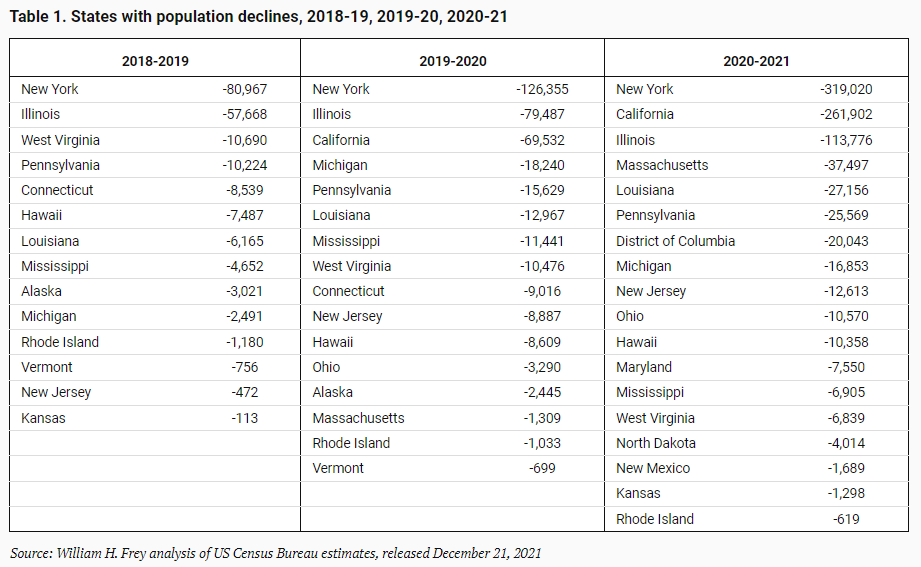 Table 1. States with population declines, 2018-19, 2019-20, 2020-21
2018-2019 2019-2020 2020-2021
New York -80,967 New York -126,355 New York -319,020
Illinois -57,668 Illinois -79,487 California -261,902
West Virginia -10,690 California -69,532 Illinois -113,776
Pennsylvania -10,224 Michigan -18,240 Massachusetts -37,497
Connecticut -8,539 Pennsylvania -15,629 Louisiana -27,156
Hawaii -7,487 Louisiana -12,967 Pennsylvania -25,569
Louisiana -6,165 Mississippi -11,441 District of Columbia -20,043
Mississippi -4,652 West Virginia -10,476 Michigan -16,853
Alaska -3,021 Connecticut -9,016 New Jersey -12,613
Michigan -2,491 New Jersey -8,887 Ohio -10,570
Rhode Island -1,180 Hawaii -8,609 Hawaii -10,358
Vermont -756 Ohio -3,290 Maryland -7,550
New Jersey -472 Alaska -2,445 Mississippi -6,905
Kansas -113 Massachusetts -1,309 West Virginia -6,839
Rhode Island -1,033 North Dakota -4,014
Vermont -699 New Mexico -1,689
Kansas -1,298
Rhode Island -619
Source: William H. Frey analysis of US Census Bureau estimates, released December 21, 2021